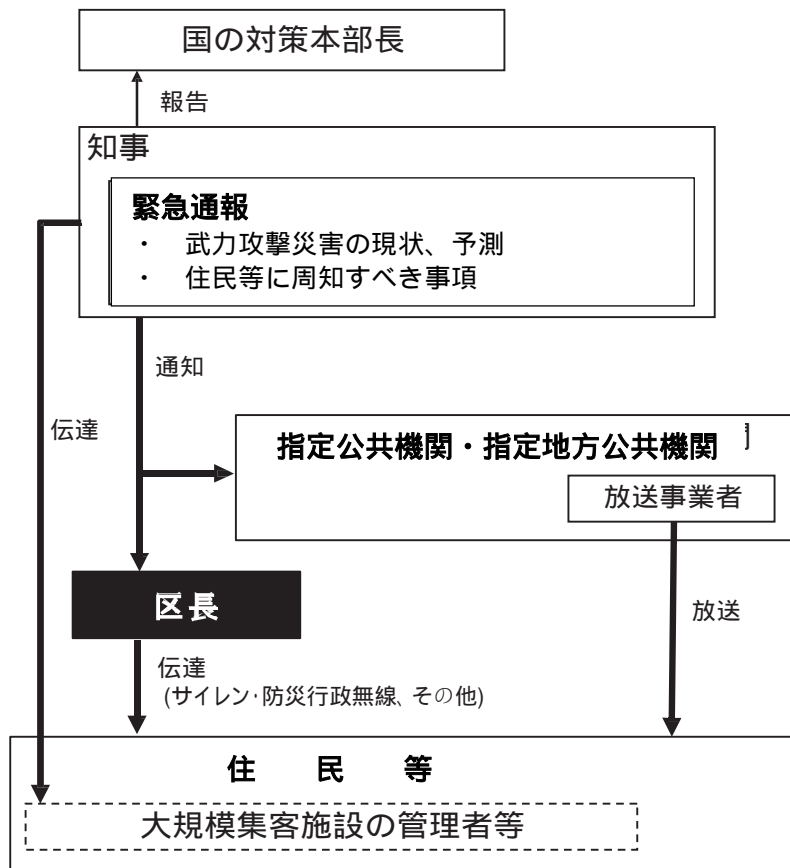 国の対策本部長
報告
知事
緊急通報
・ 武力攻撃災害の現状、予測
・ 住民等に周知すべき事項
通知
伝達
指定公共機関・指定地方公共機関
放送事業者
区長
放送
伝達
(サイレン・防災行政無線、その他)
住 民 等
大規模集客施設の管理者等